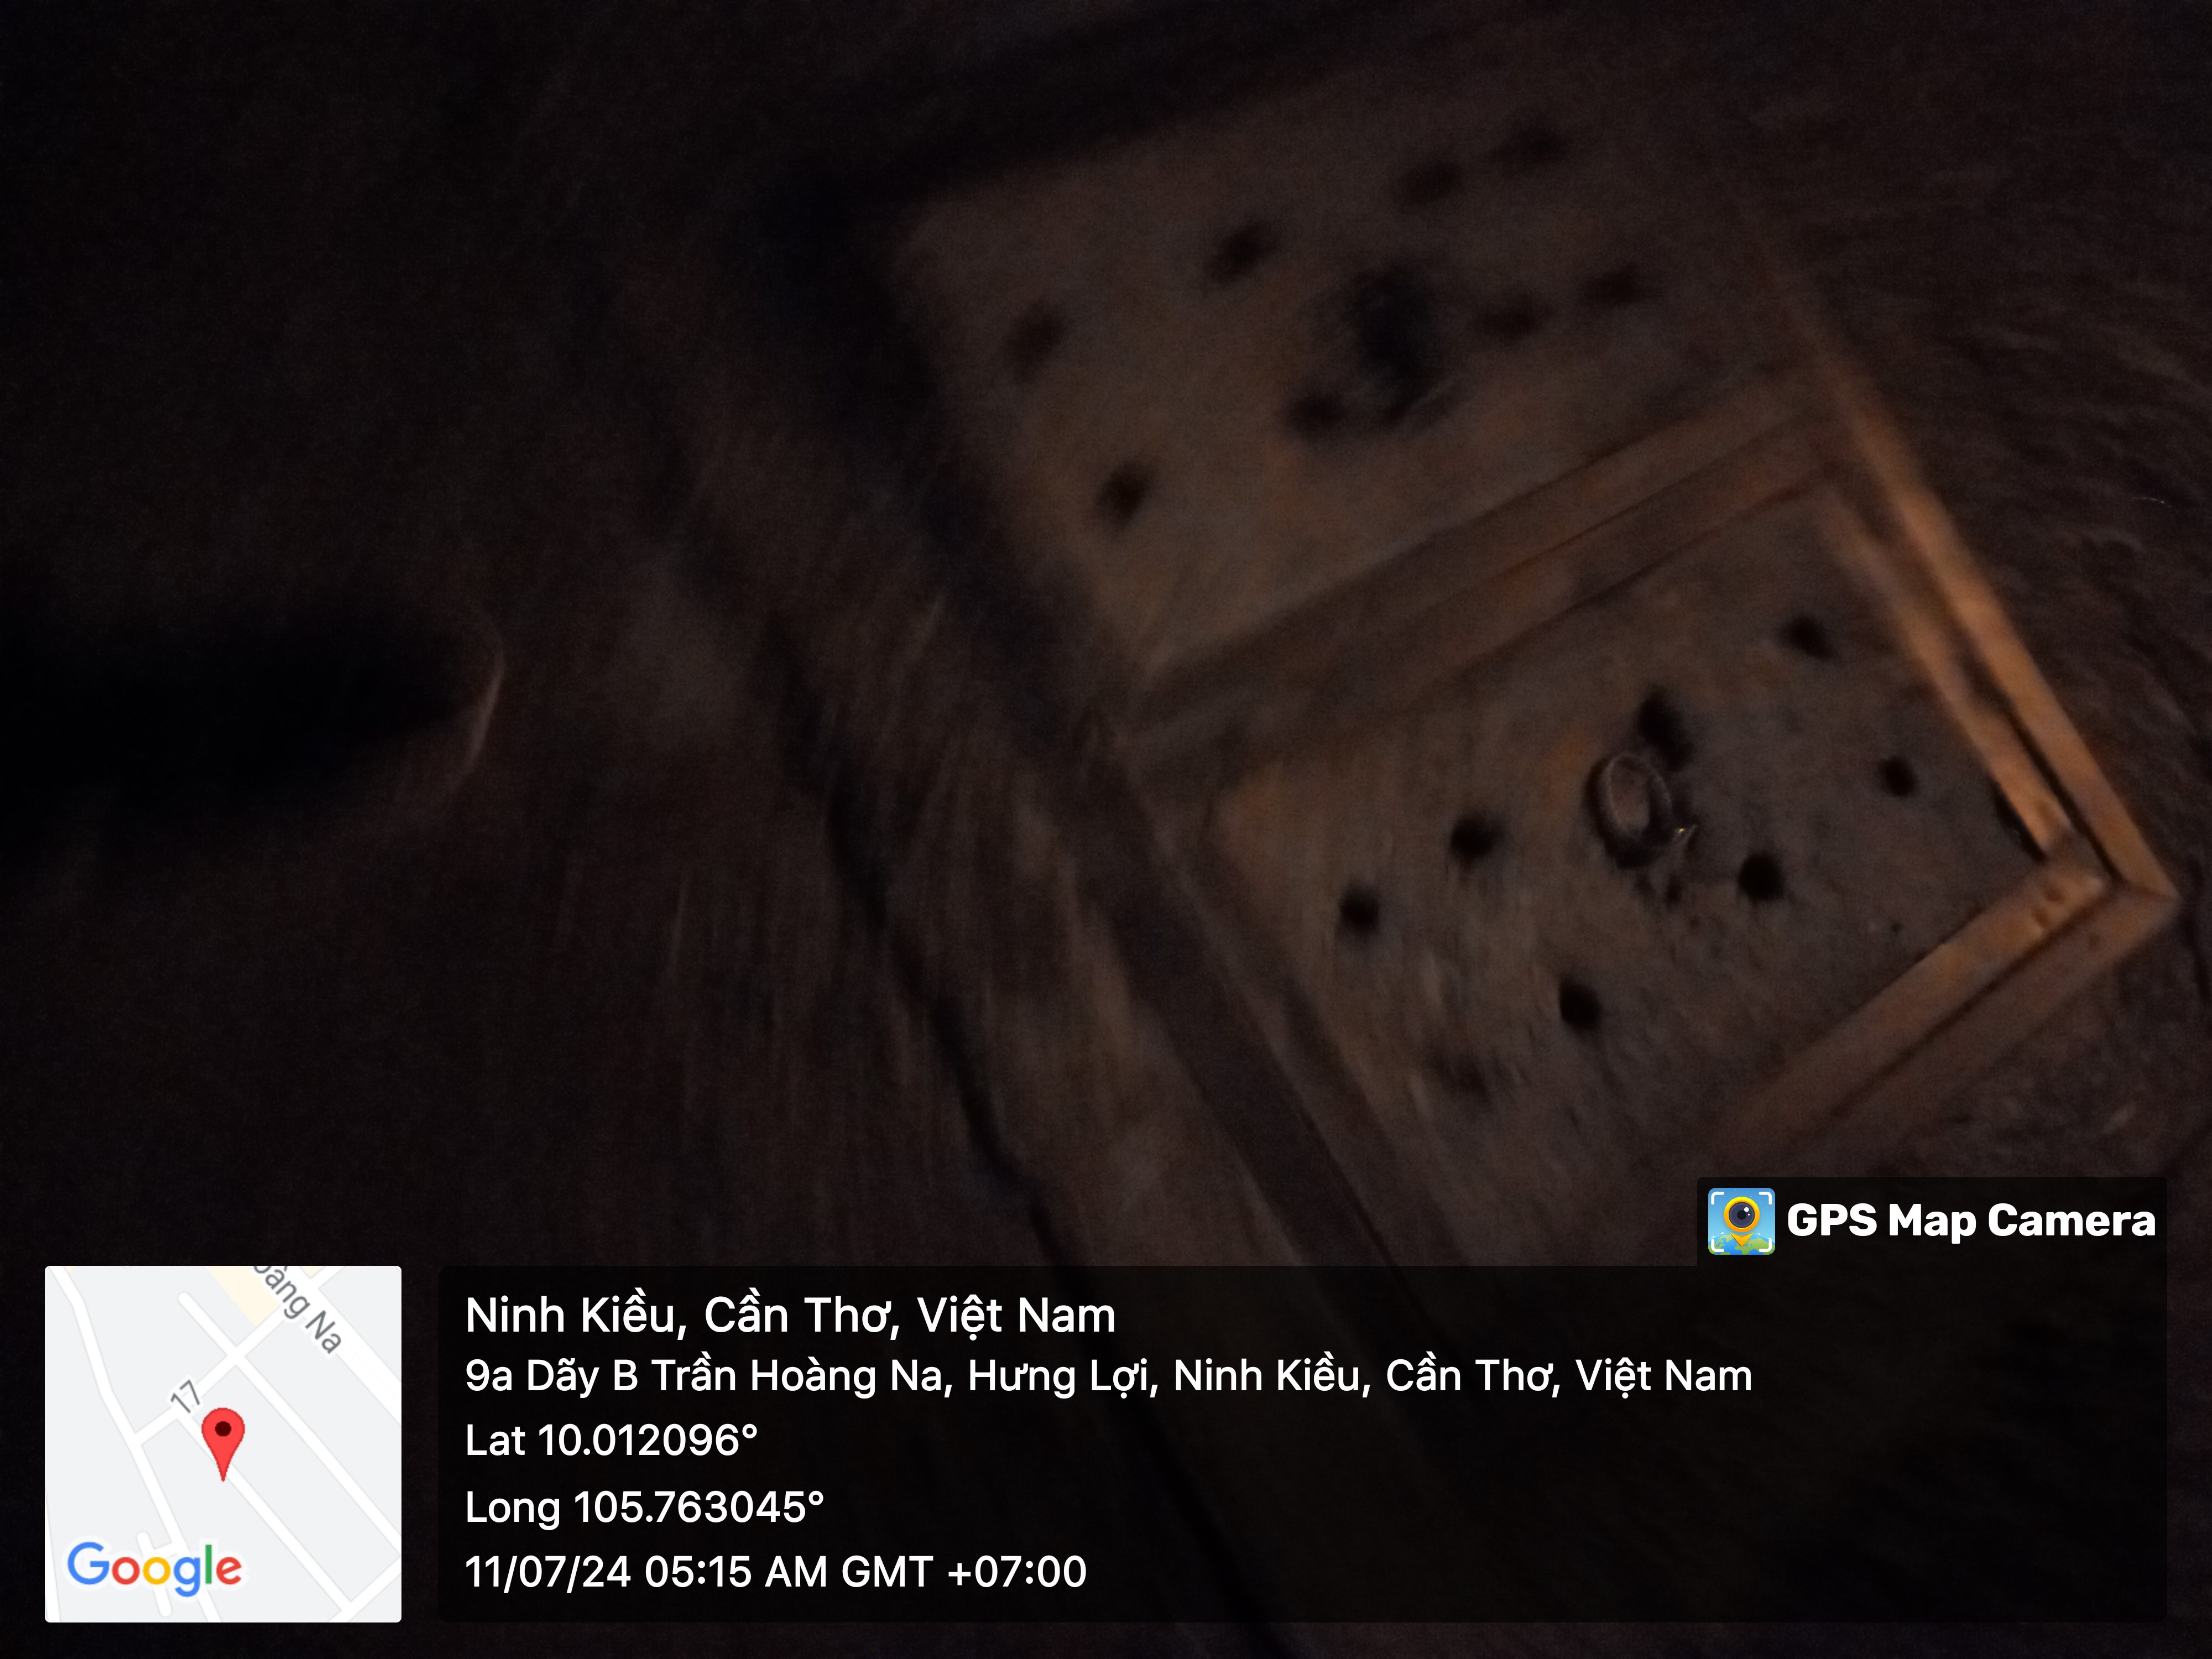 GPS Map Camera
oàng Na
17
Google
Ninh Kiều, Cần Thơ, Việt Nam
9a Dãy B Trần Hoàng Na, Hưng Lợi, Ninh Kiều, Cần Thơ, Việt Nam
Lat 10.012096°
Long 105.763045°
11/07/24 05:15 AM GMT +07:00